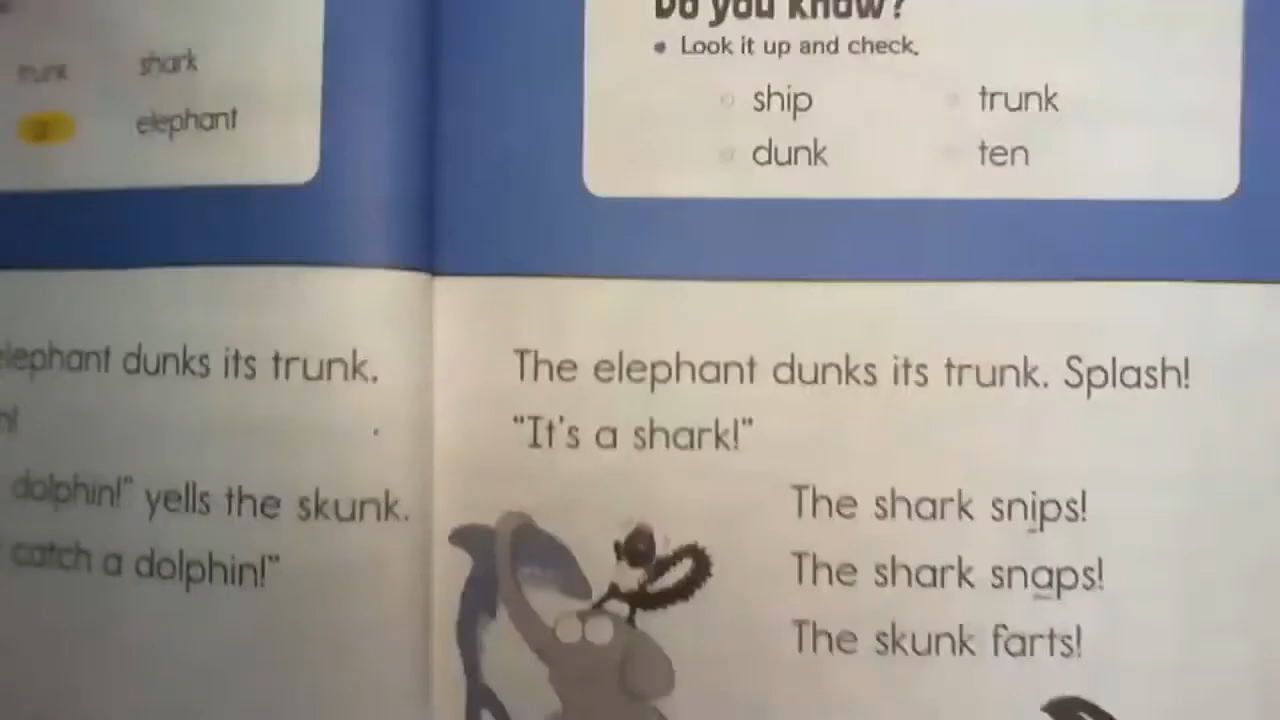 trunk shark
elephant
elephant dunks its trunk.
dolphin!" yells the skunk.
catch a dolphin!"
Do you know?
• Look it up and check.
ship trunk
dunk ten
The elephant dunks its trunk. Splash!
"It's a shark!"
The shark snips!
The shark snaps!
The skunk farts!